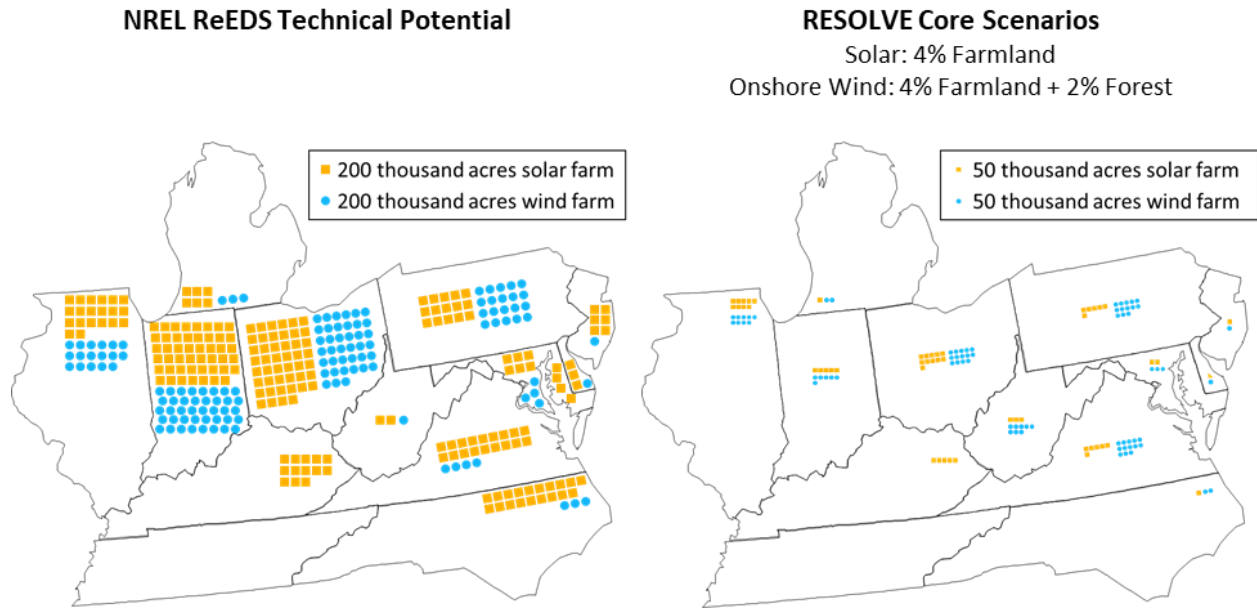 NREL ReEDS Technical Potential
200 thousand acres solar farm
200 thousand acres wind farm
RESOLVE Core Scenarios
Solar: 4% Farmland
Onshore Wind: 4% Farmland + 2% Forest
50 thousand acres solar farm
50 thousand acres wind farm